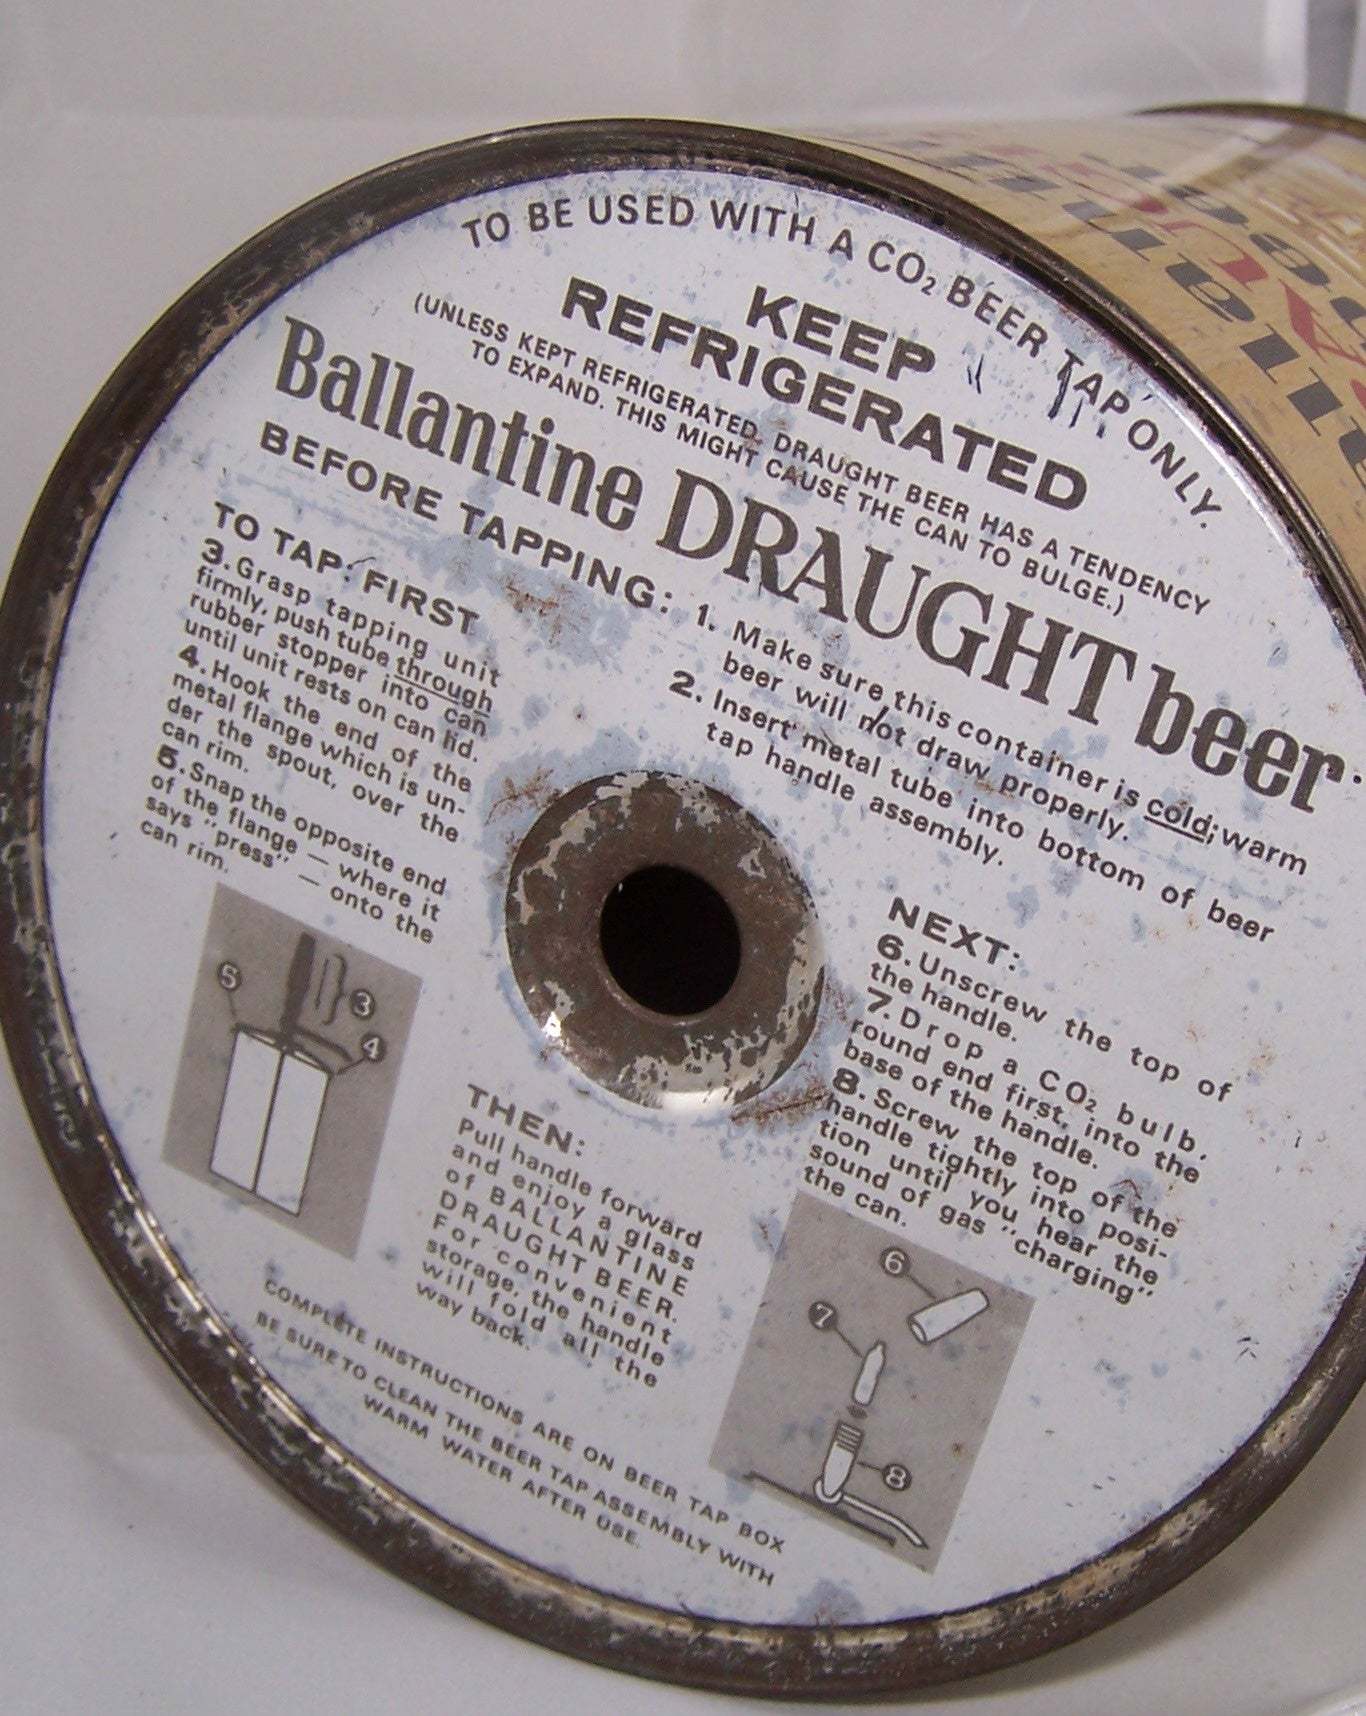 TO BE USED WITH A CO₂ BEER TAP ONLY.
KEEP
REFRIGERATED
(UNLESS KEPT REFRIGERATED, DRAUGHT BEER HAS A TENDENCY
TO EXPAND. THIS MIGHT CAUSE THE CAN TO BULGE.)
Ballantine DRAUGHT beer
BEFORE TAPPING: 1. Make sure this container is cold; warm
beer will not draw properly.
2. Insert metal tube into bottom of beer
tap handle assembly.
TO TAP: FIRST
3. Grasp tapping unit
firmly, push tube through
rubber stopper into can
until unit rests on can lid.
4. Hook the end of the
metal flange which is un-
der the spout, over the
can rim.
5. Snap the opposite end
of the flange — where it
says "press" — onto the
can rim.
5
3
4
NEXT:
6. Unscrew the top of
the handle.
7. Drop a CO₂ bulb,
round end first, into the
base of the handle.
8. Screw the top of the
handle tightly into posi-
tion until you hear the
sound of gas "charging"
the can.
6
7
8
THEN:
Pull handle forward
and enjoy a glass
of BALLANTINE
DRAUGHT BEER.
For convenient
storage, the handle
will fold all the
way back.
COMPLETE INSTRUCTIONS ARE ON BEER TAP BOX
BE SURE TO CLEAN THE BEER TAP ASSEMBLY WITH
WARM WATER AFTER USE.